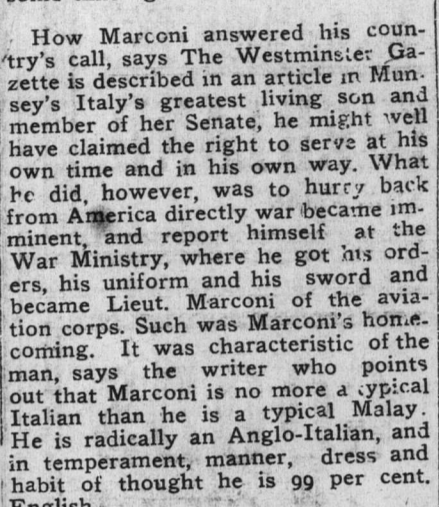 How Marconi answered his coun-
try's call, says The Westminster Ga-
zette is described in an article in Mun-
sey's Italy's greatest living son and
member of her Senate, he might well
have claimed the right to serve at his
own time and in his own way. What
he did, however, was to hurry back
from America directly war became im-
minent, and report himself at the
War Ministry, where he got his ord-
ers, his uniform and his sword and
became Lieut. Marconi of the avia-
tion corps. Such was Marconi's home-
coming. It was characteristic of the
man, says the writer who points
out that Marconi is no more a typical
Italian than he is a typical Malay.
He is radically an Anglo-Italian, and
in temperament, manner, dress and
habit of thought he is 99 per cent.
English